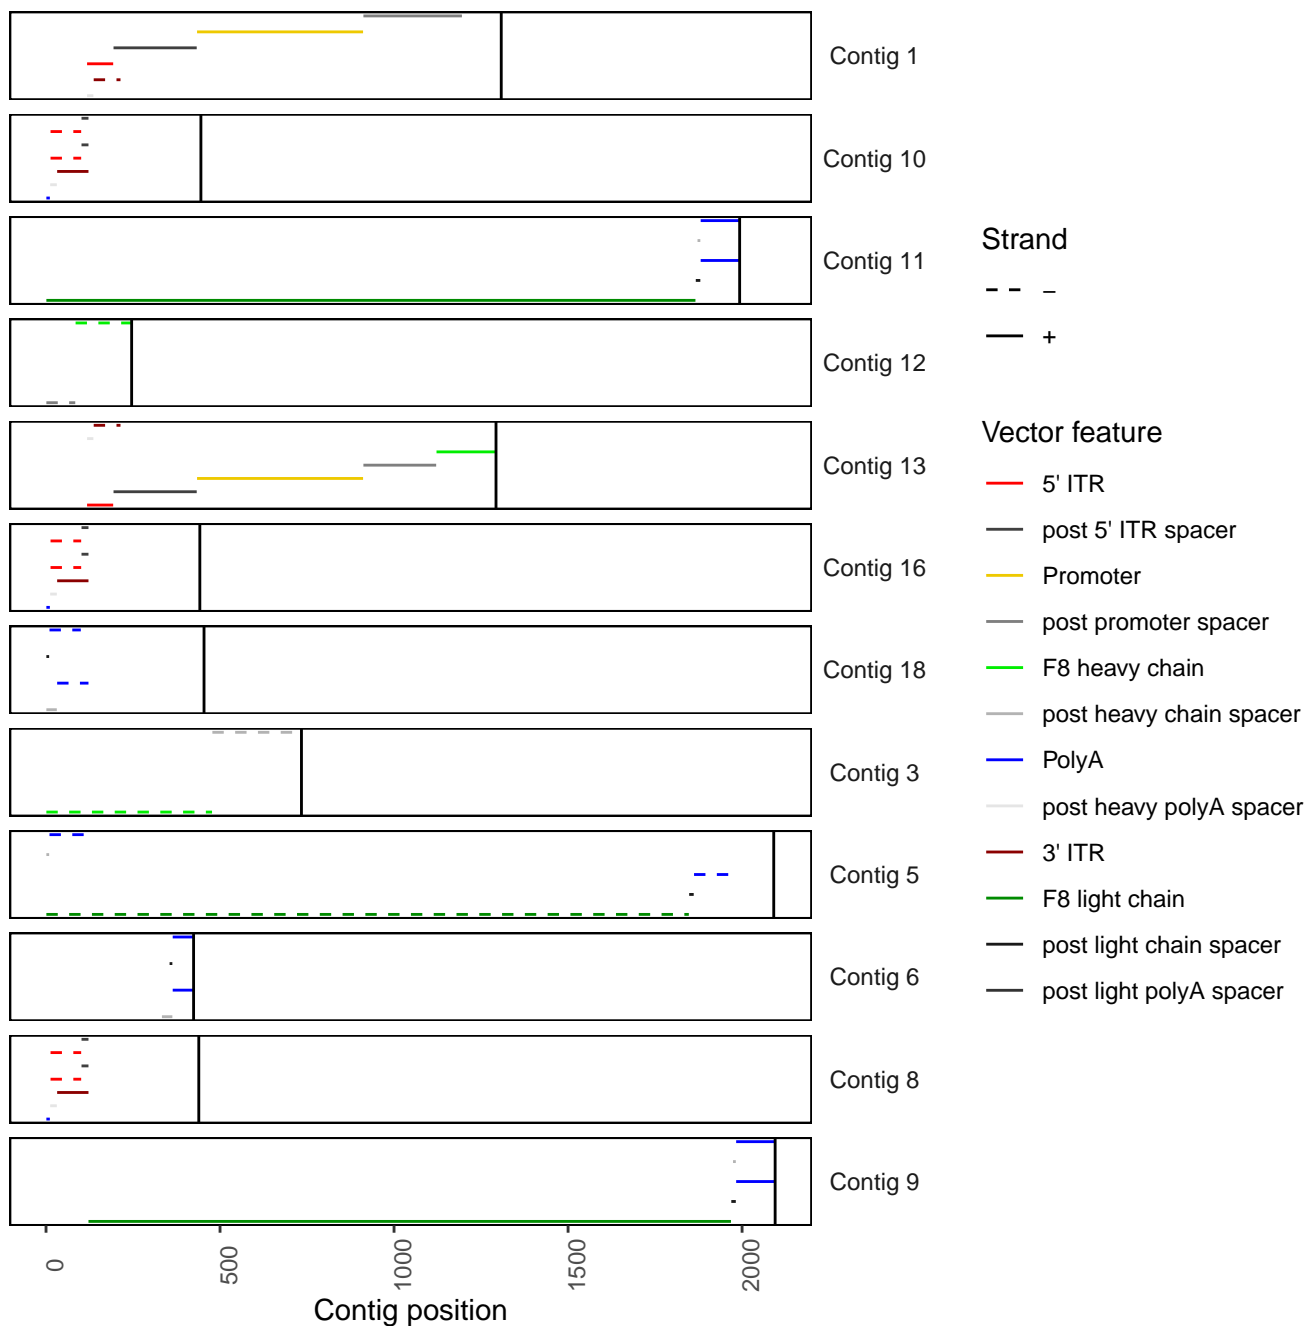 Contig 1
Contig 10
Contig 11
Contig 12
Contig 13
Contig 16
Contig 18
Contig 3
Contig 5
Contig 6
Contig 8
Contig 9
0
500
1000
1500
2000
Contig position
Strand
−
+
Vector feature
5' ITR
post 5' ITR spacer
Promoter
post promoter spacer
F8 heavy chain
post heavy chain spacer
PolyA
post heavy polyA spacer
3' ITR
F8 light chain
post light chain spacer
post light polyA spacer